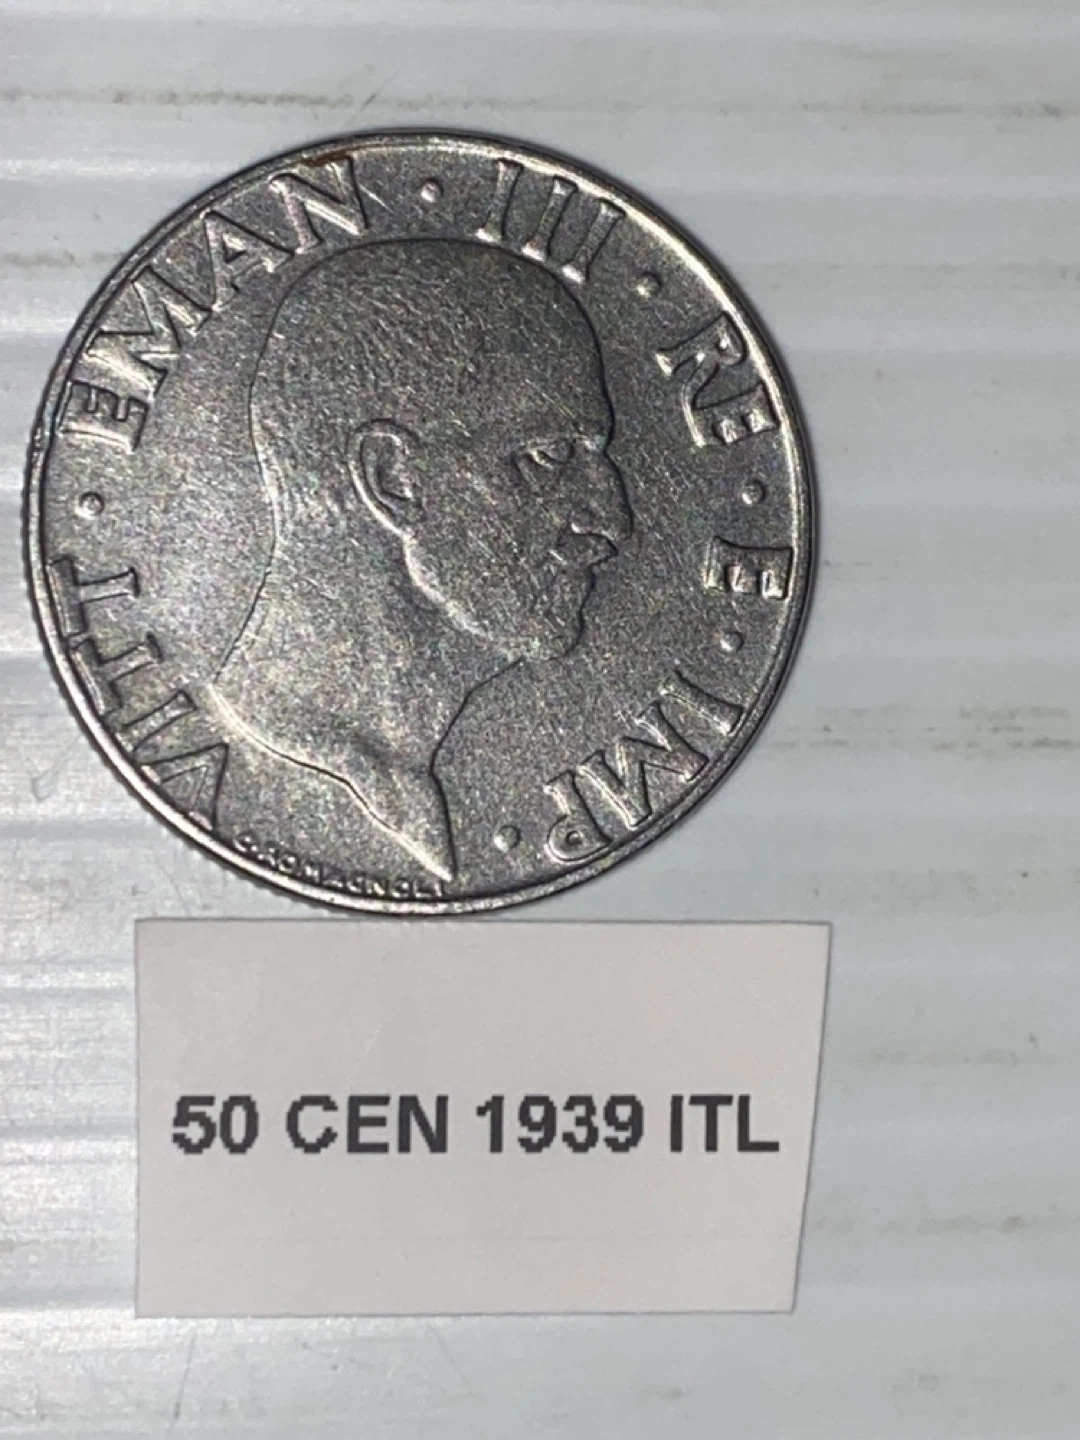 VITT · EMAN · III · RE · E · IMP ·
G.ROMAGNOLI
50 CEN 1939 ITL